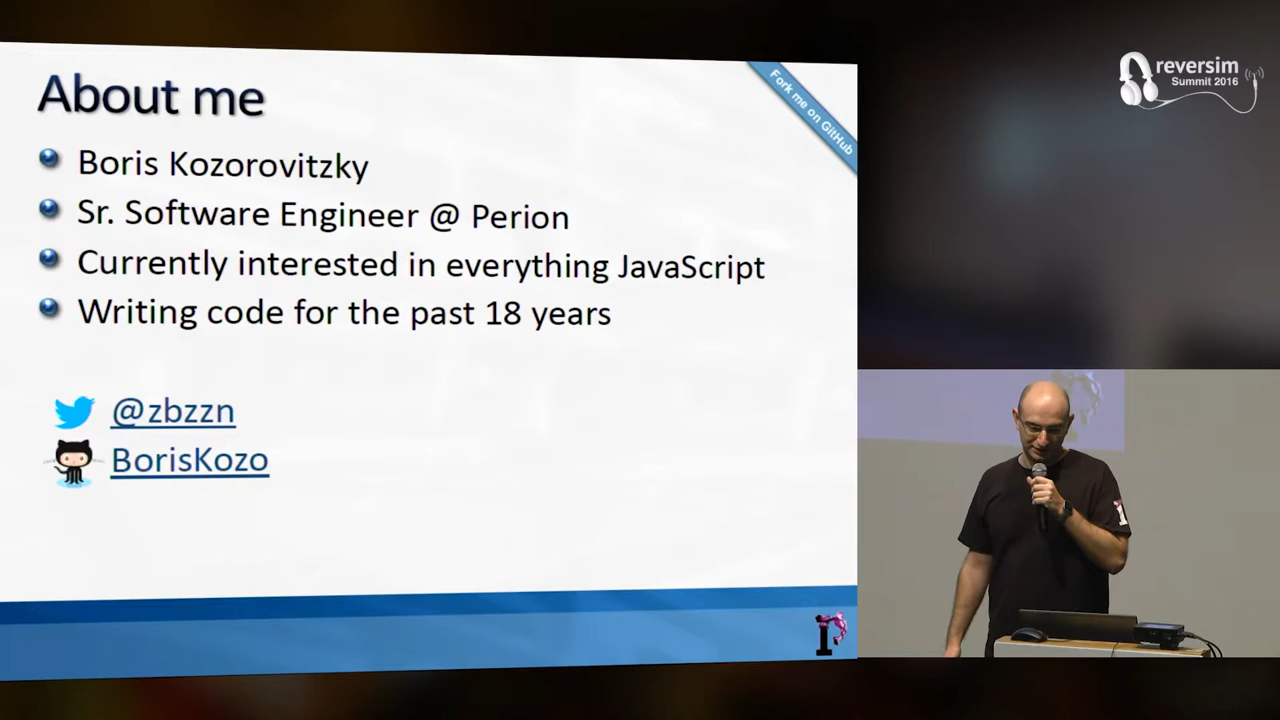 About me
Fork me on GitHub
Boris Kozorovitzky
Sr. Software Engineer @ Perion
Currently interested in everything JavaScript
Writing code for the past 18 years
@zbzzn
BorisKozo
reversim
Summit 2016